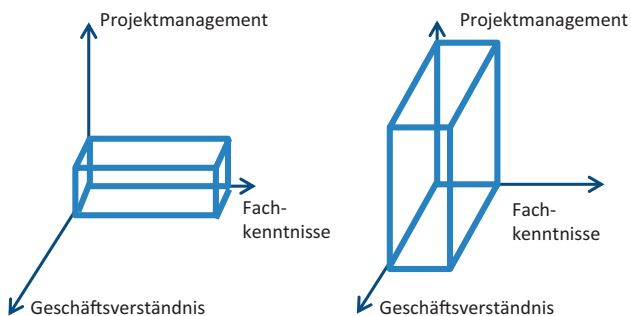 Projektmanagement
Fach-
kenntnisse
Geschäftsverständnis
Projektmanagement
Fach-
kenntnisse
Geschäftsverständnis